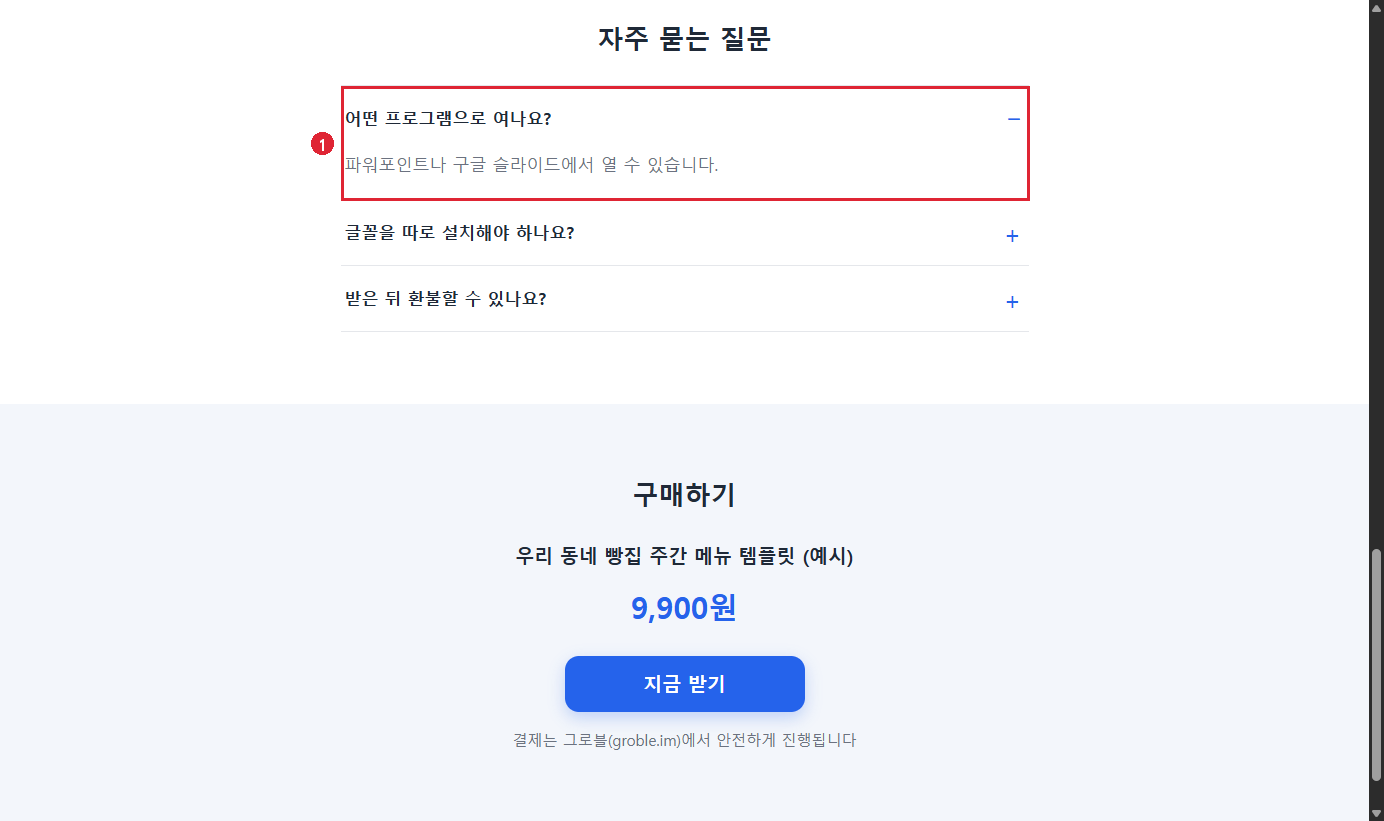 자주 묻는 질문
어떤 프로그램으로 여나요? −
1
파워포인트나 구글 슬라이드에서 열 수 있습니다.
글꼴을 따로 설치해야 하나요? +
받은 뒤 환불할 수 있나요? +
구매하기
우리 동네 빵집 주간 메뉴 템플릿 (예시)
9,900원
지금 받기
결제는 그로블(groble.im)에서 안전하게 진행됩니다